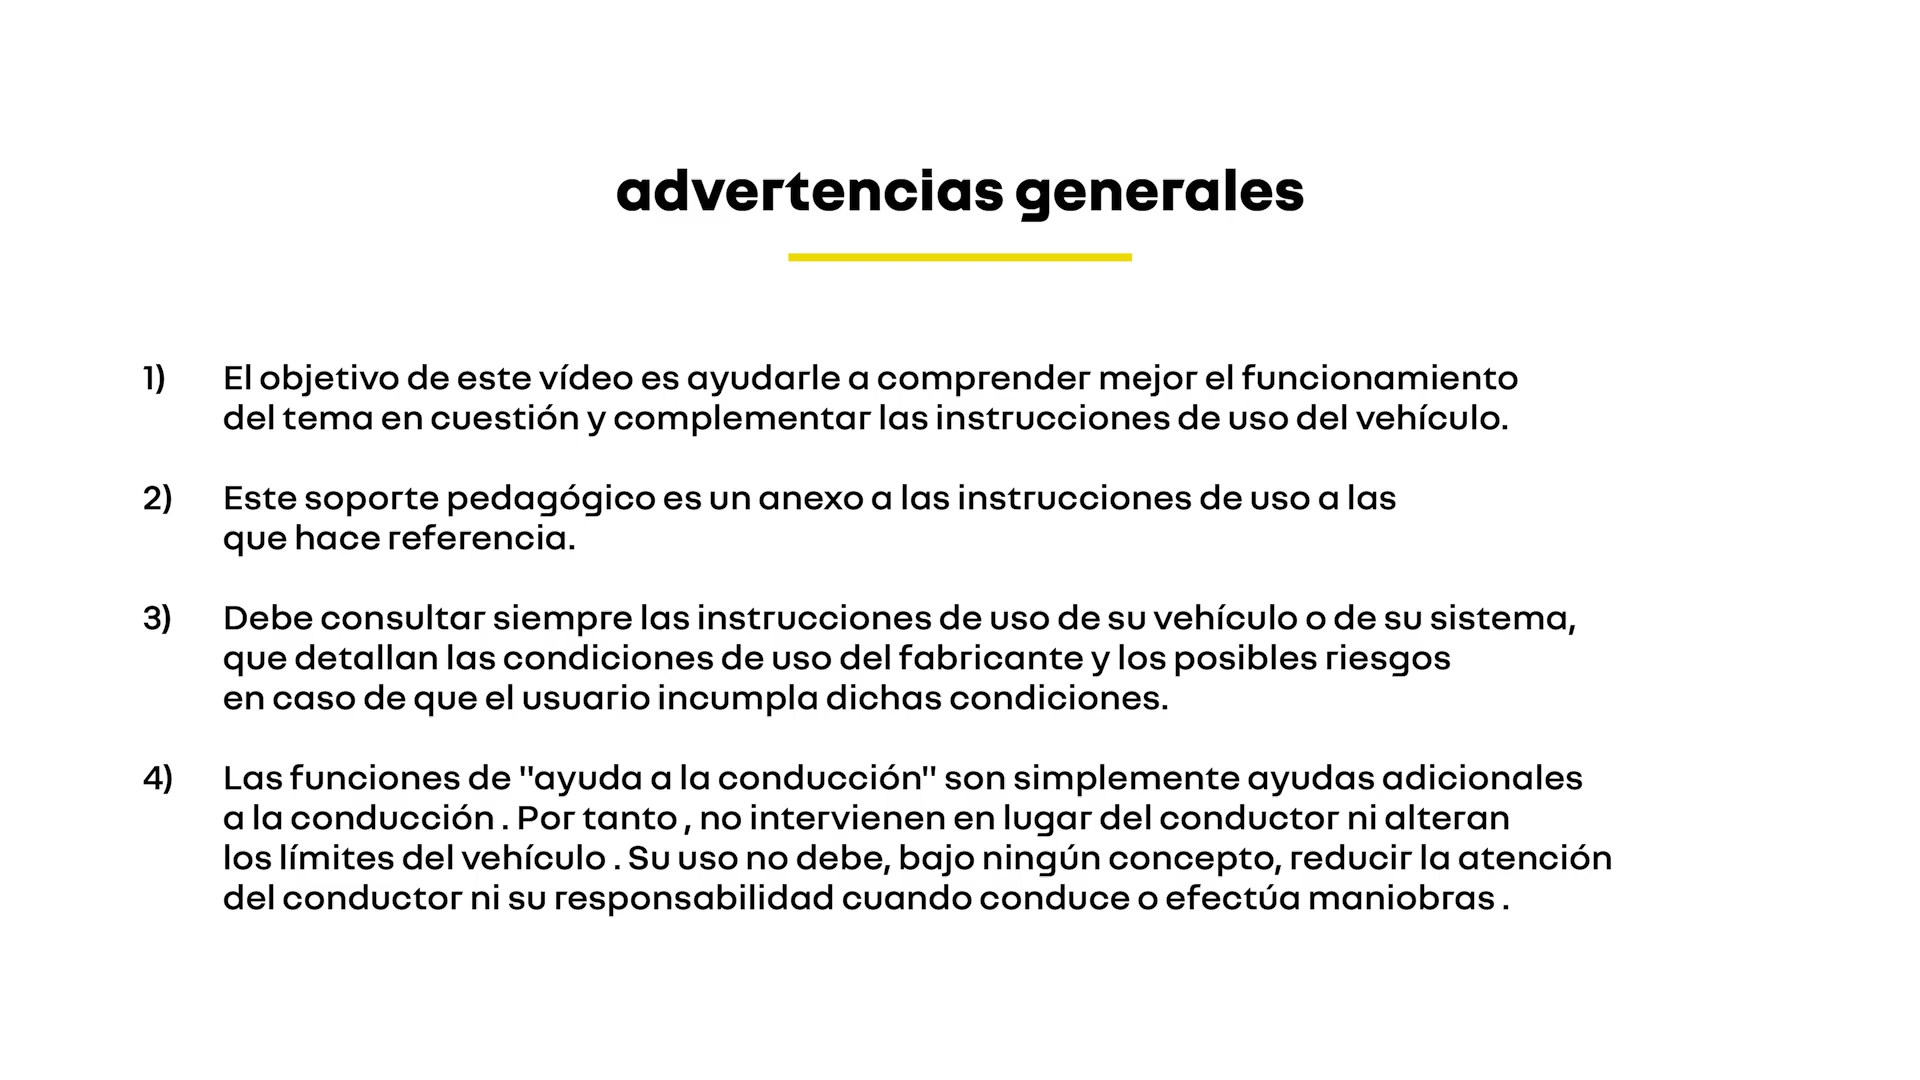 advertencias generales
1) El objetivo de este vídeo es ayudarle a comprender mejor el funcionamiento
del tema en cuestión y complementar las instrucciones de uso del vehículo.
2) Este soporte pedagógico es un anexo a las instrucciones de uso a las
que hace referencia.
3) Debe consultar siempre las instrucciones de uso de su vehículo o de su sistema,
que detallan las condiciones de uso del fabricante y los posibles riesgos
en caso de que el usuario incumpla dichas condiciones.
4) Las funciones de "ayuda a la conducción" son simplemente ayudas adicionales
a la conducción . Por tanto , no intervienen en lugar del conductor ni alteran
los límites del vehículo . Su uso no debe, bajo ningún concepto, reducir la atención
del conductor ni su responsabilidad cuando conduce o efectúa maniobras .